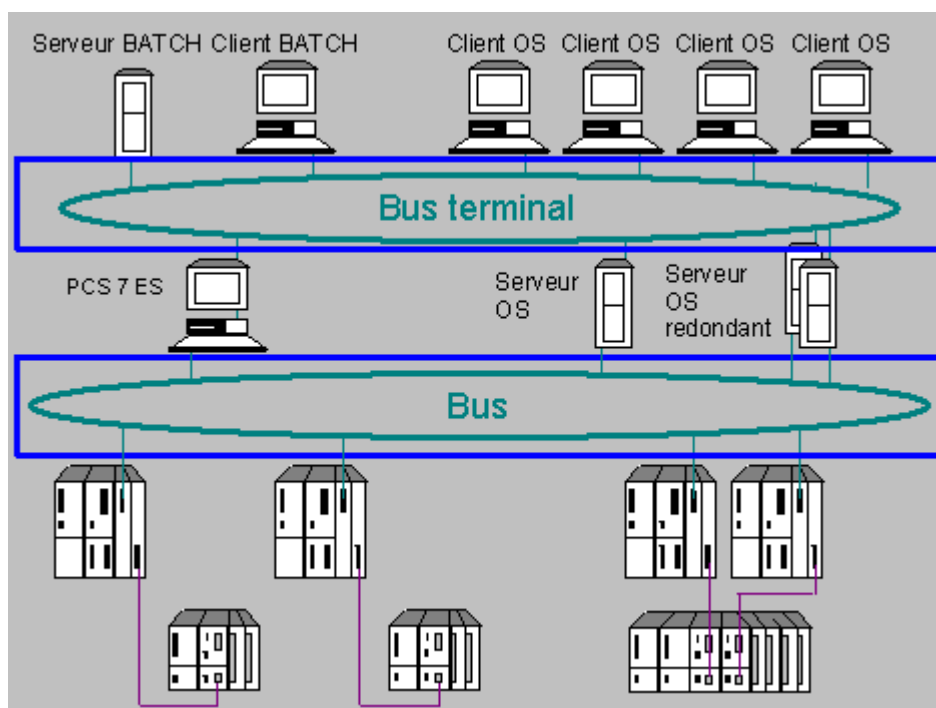 Serveur BATCH Client BATCH Client OS Client OS Client OS Client OS
Bus terminal
PCS 7 ES
Serveur
OS
Serveur
OS
redondant
Bus